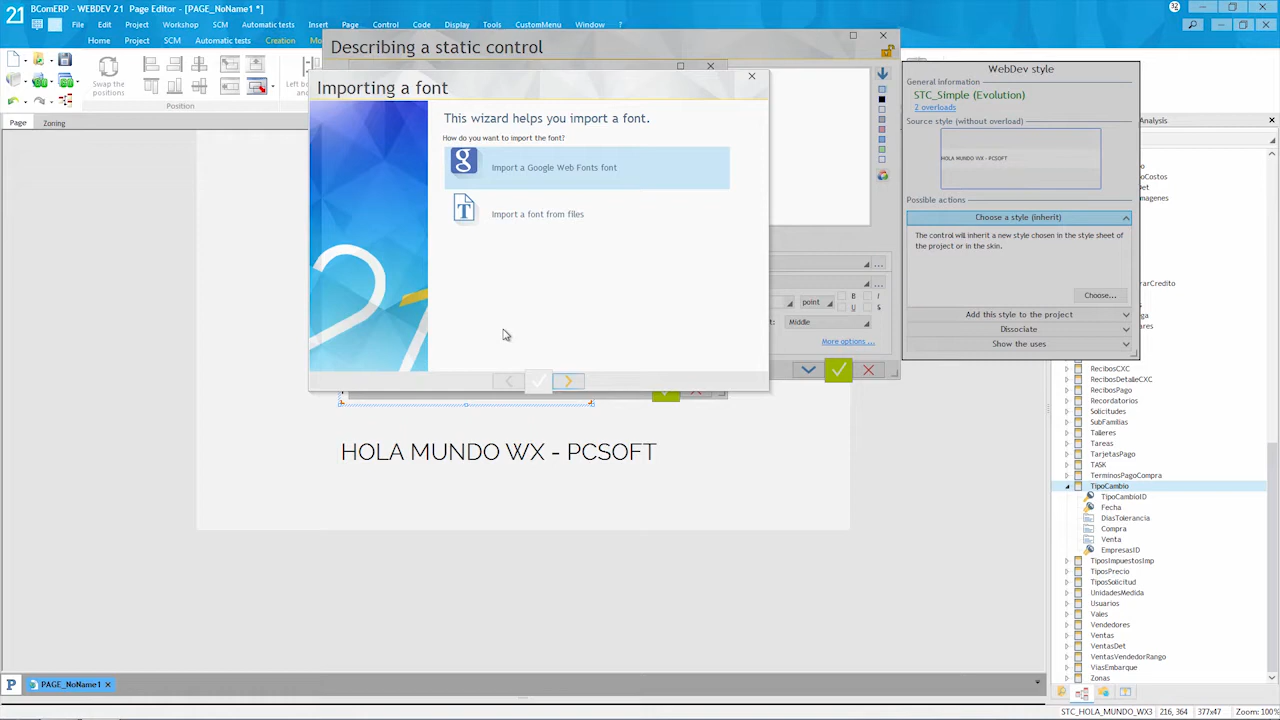 21
BComERP - WEBDEV 21  Page Editor - [PAGE_NoName1 *]
32
File Edit Project Workshop SCM Automatic tests Insert Page Control Code Display Tools CustomMenu Window ?
Home Project SCM Automatic tests Creation
Swap the
positions
Left bo
Position
Page Zoning
Describing a static control
Importing a font
This wizard helps you import a font.
How do you want to import the font?
g
Import a Google Web Fonts font
T
Import a font from files
point
B I
U S
Middle
More options ...
WebDev style
General information
STC_Simple (Evolution)
2 overloads
Source style (without overload)
HOLA MUNDO WX - PCSOFT
Possible actions
Choose a style (inherit)
The control will inherit a new style chosen in the style sheet of
the project or in the skin.
Choose...
Add this style to the project
Dissociate
Show the uses
HOLA MUNDO WX - PCSOFT
Analysis
RecibosCXC
RecibosDetalleCXC
RecibosPago
Recordatorios
Solicitudes
SubFamilias
Talleres
Tareas
TarjetasPago
TASK
TerminosPagoCompra
TipoCambio
TipoCambioID
Fecha
DiasTolerancia
Compra
Venta
EmpresasID
TiposImpuestosImp
TiposPrecio
TiposSolicitud
UnidadesMedida
Usuarios
Vales
Vendedores
Ventas
VentasDet
VentasVendedorRango
ViasEmbarque
Zonas
P PAGE_NoName1
STC_HOLA_MUNDO_WX3 216, 364 377x47 Zoom: 100%